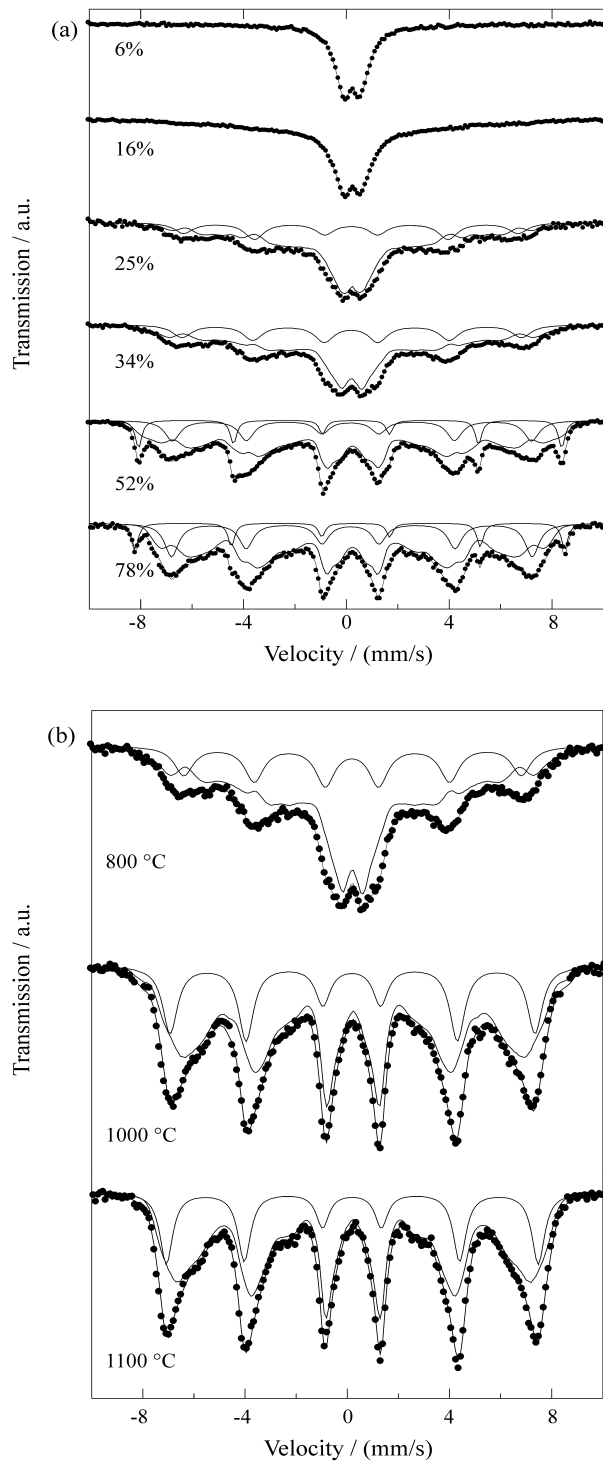 (a)
6%
16%
25%
34%
52%
78%
Transmission / a.u.
-8 -4 0 4 8
Velocity / (mm/s)
(b)
800 °C
1000 °C
1100 °C
Transmission / a.u.
-8 -4 0 4 8
Velocity / (mm/s)